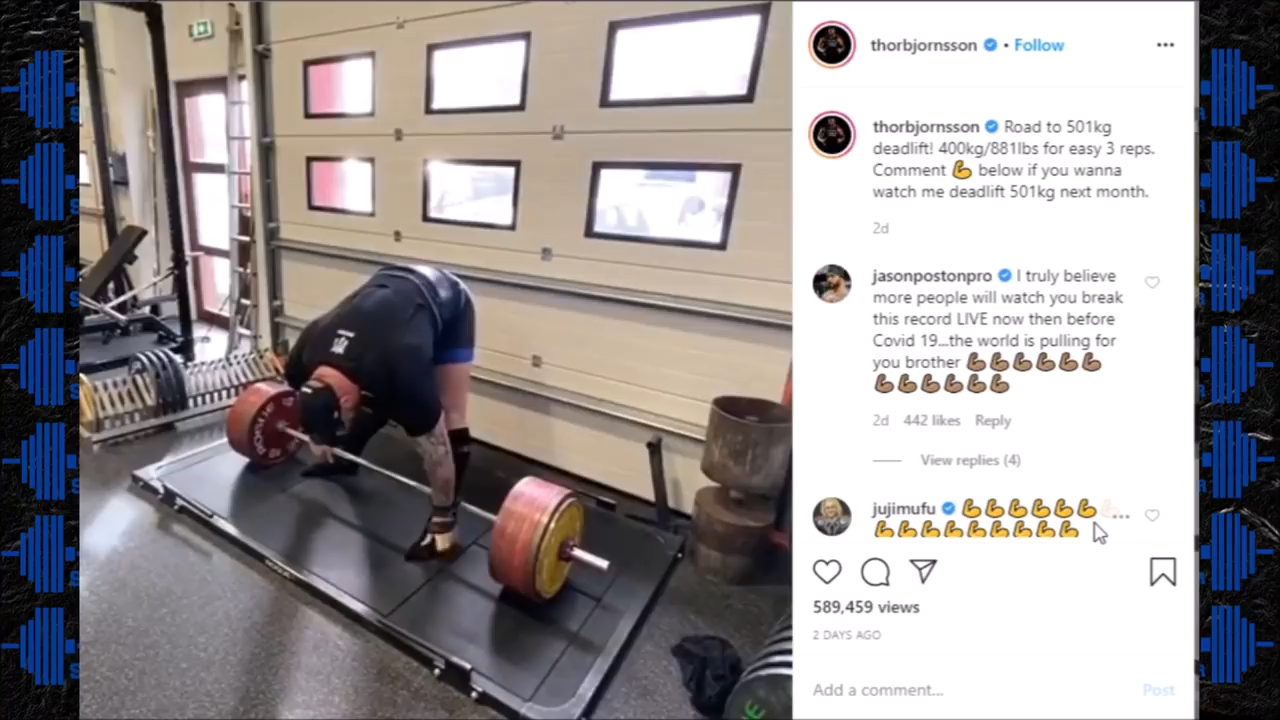 thorbjornsson • Follow
thorbjornsson Road to 501kg
deadlift! 400kg/881lbs for easy 3 reps.
Comment 💪 below if you wanna
watch me deadlift 501kg next month.
2d
jasonpostonpro I truly believe
more people will watch you break
this record LIVE now then before
Covid 19...the world is pulling for
you brother 💪🏽💪🏽💪🏽💪🏽💪🏽💪🏽
💪🏽💪🏽💪🏽💪🏽💪🏽💪🏽
2d 442 likes Reply
View replies (4)
jujimufu 💪💪💪💪💪💪
💪💪💪💪💪💪💪💪💪
589,459 views
2 DAYS AGO
Add a comment... Post